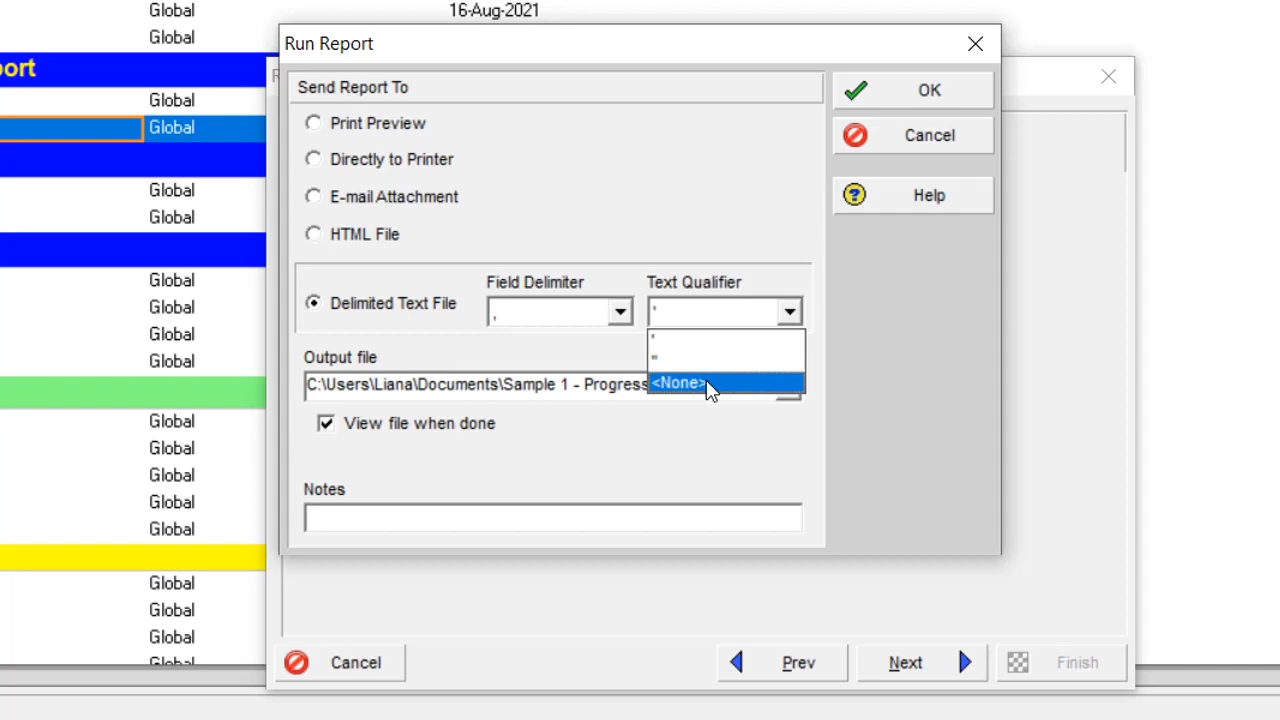 Global
16-Aug-2021
Global
Run Report
ort
Send Report To
OK
Global
Print Preview
Global
Directly to Printer
Cancel
Global
E-mail Attachment
Help
Global
HTML File
Field Delimiter
Text Qualifier
Global
Delimited Text File
,
'
Global
'
Global
Output file
"
Global
C:\Users\Liana\Documents\Sample 1 - Progress
<None>
Global
View file when done
Global
Global
Notes
Global
Global
Global
Global
Global
Global
Cancel
Prev
Next
Finish